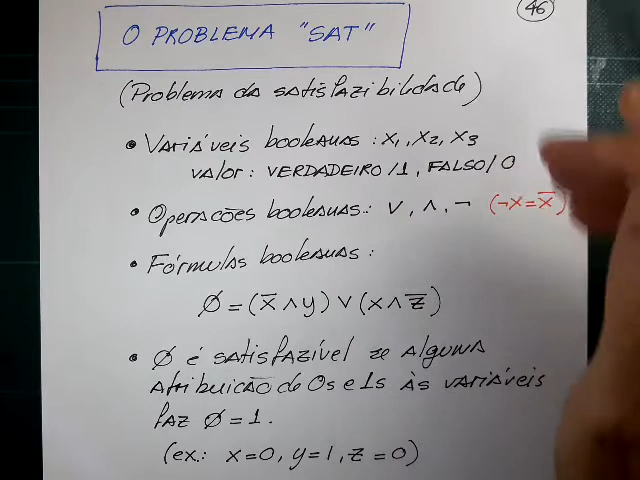 46
O PROBLEMA "SAT"
(Problema da satisfazibilidade)
• Variáveis booleanas : x1, x2, x3
valor : VERDADEIRO/1, FALSO/0
• Operações booleanas : ∨, ∧, ¬ (¬x = x̅)
• Fórmulas booleanas :
Ø = (x̅ ∧ y) ∨ (x ∧ z̅)
• Ø é satisfazível se alguma
atribuição de 0s e 1s às variáveis
faz Ø = 1.
(ex.: x = 0, y = 1, z = 0)